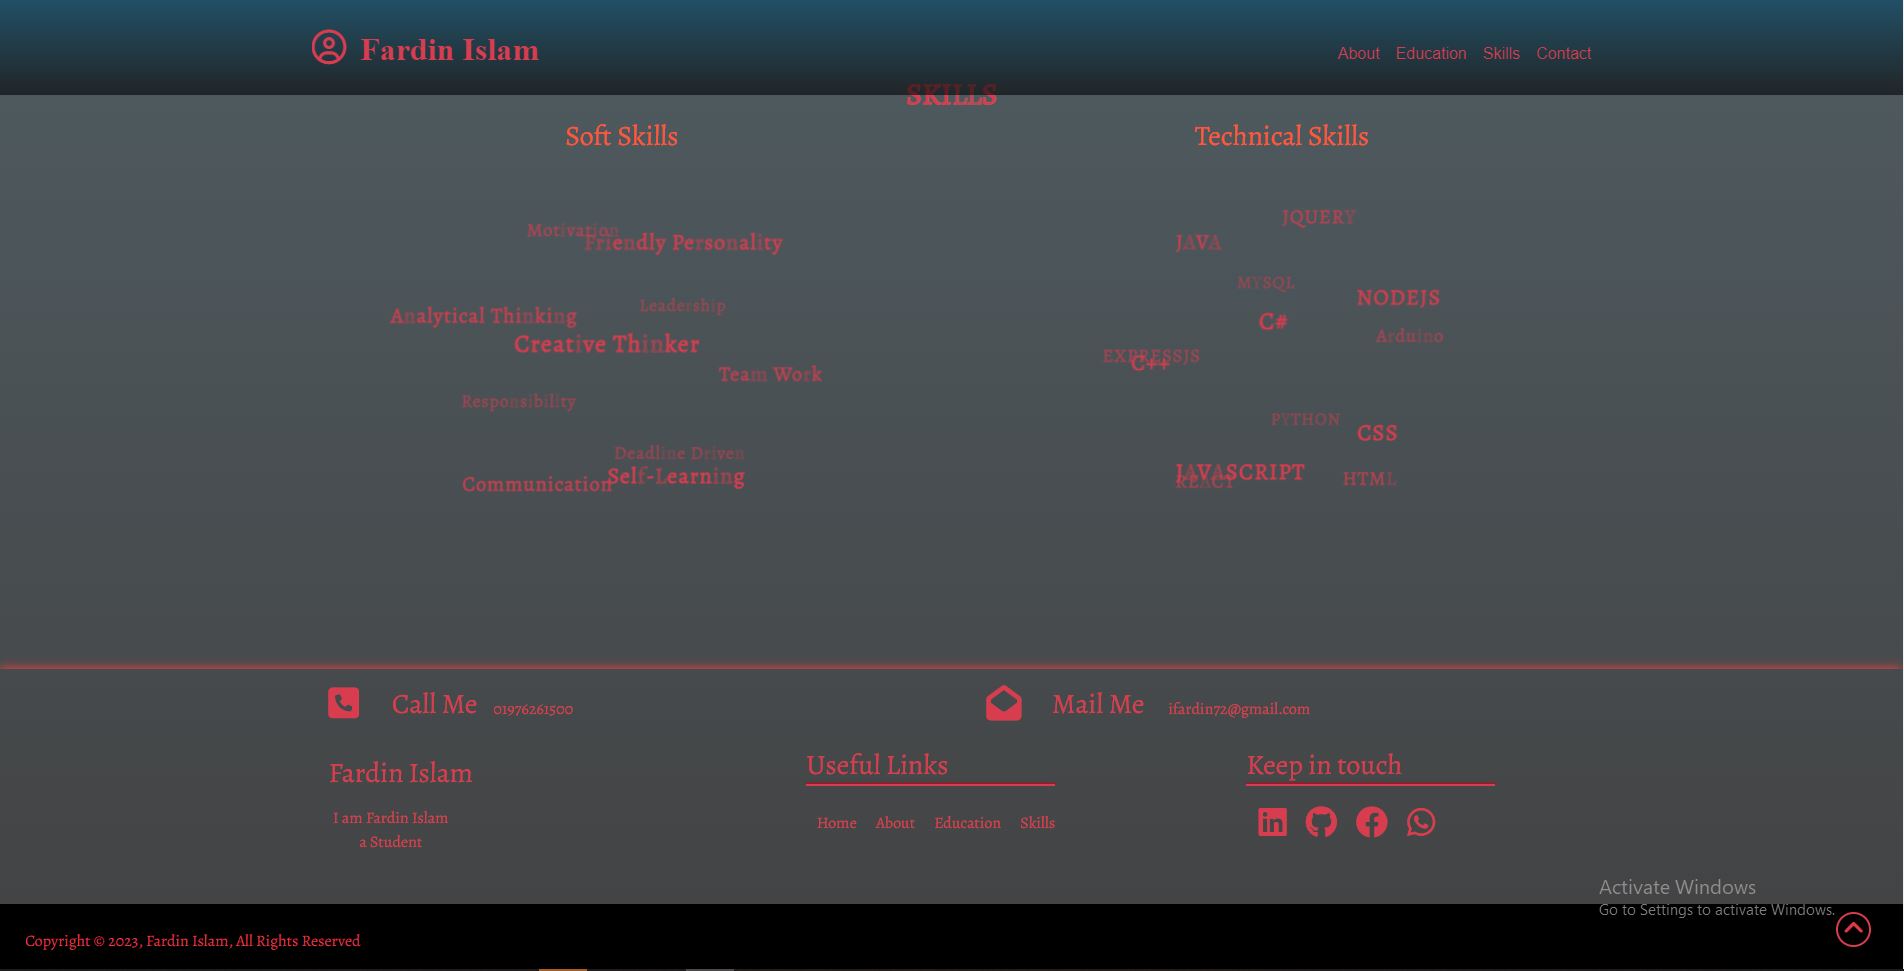 Fardin Islam
About Education Skills Contact
SKILLS
Soft Skills
Motivation
Friendly Personality
Leadership
Analytical Thinking
Creative Thinker
Team Work
Responsibility
Deadline Driven
Self-Learning
Communication
Technical Skills
JQUERY
JAVA
MYSQL
NODEJS
C#
Arduino
EXPRESSJS
C++
PYTHON
CSS
JAVASCRIPT
REACT
HTML
Call Me 01976261500
Mail Me ifardin72@gmail.com
Fardin Islam
I am Fardin Islam
a Student
Useful Links
Home About Education Skills
Keep in touch
Activate Windows
Go to Settings to activate Windows.
Copyright © 2023, Fardin Islam, All Rights Reserved